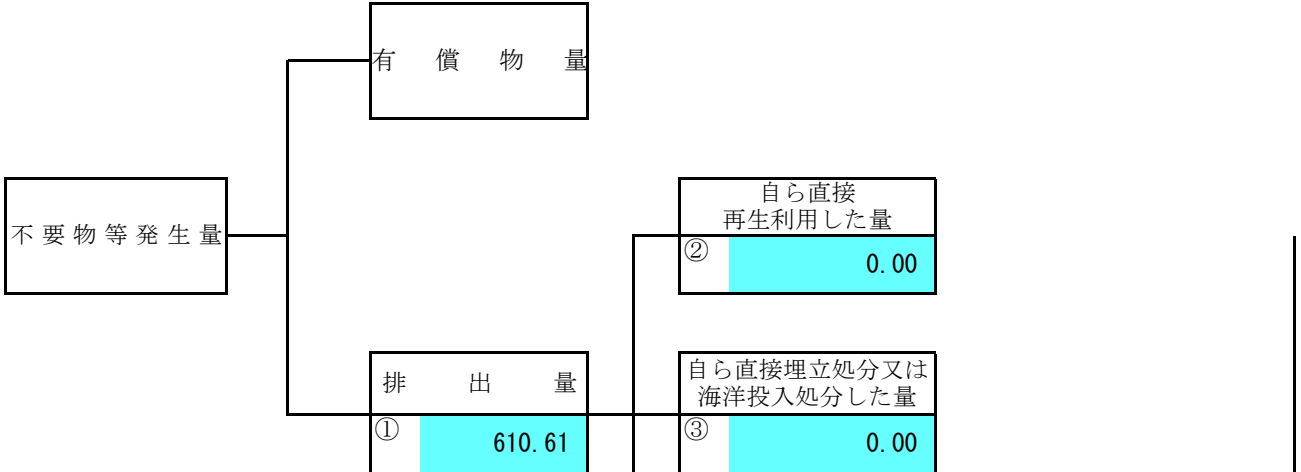 有償物量
不要物等発生量
自ら直接
再生利用した量
② 0.00
排出量
① 610.61
自ら直接埋立処分又は
海洋投入処分した量
③ 0.00